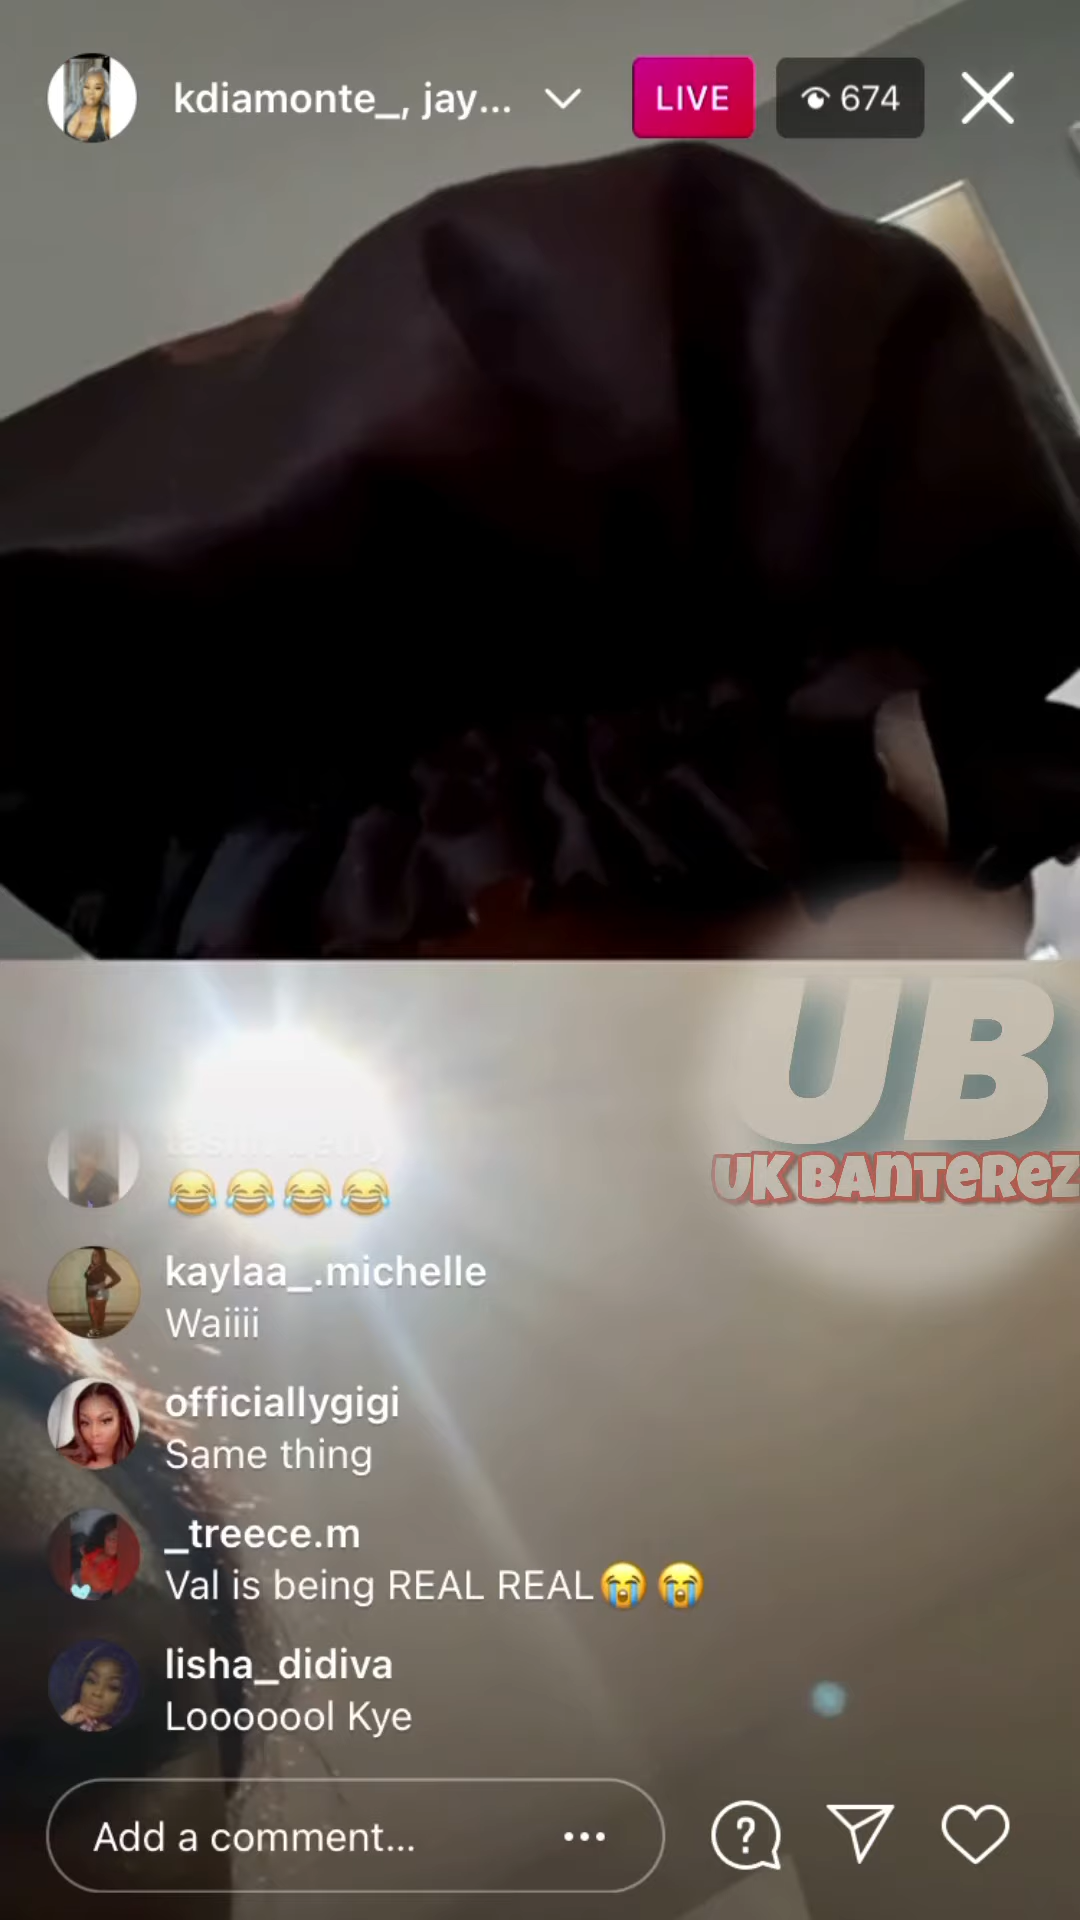 kdiamonte_, jay...
LIVE
674
UB
UK BANTEREZ
😂😂😂😂
kaylaa_.michelle
Waiiii
officiallygigi
Same thing
_treece.m
Val is being REAL REAL😭😭
lisha_didiva
Looooool Kye
Add a comment...